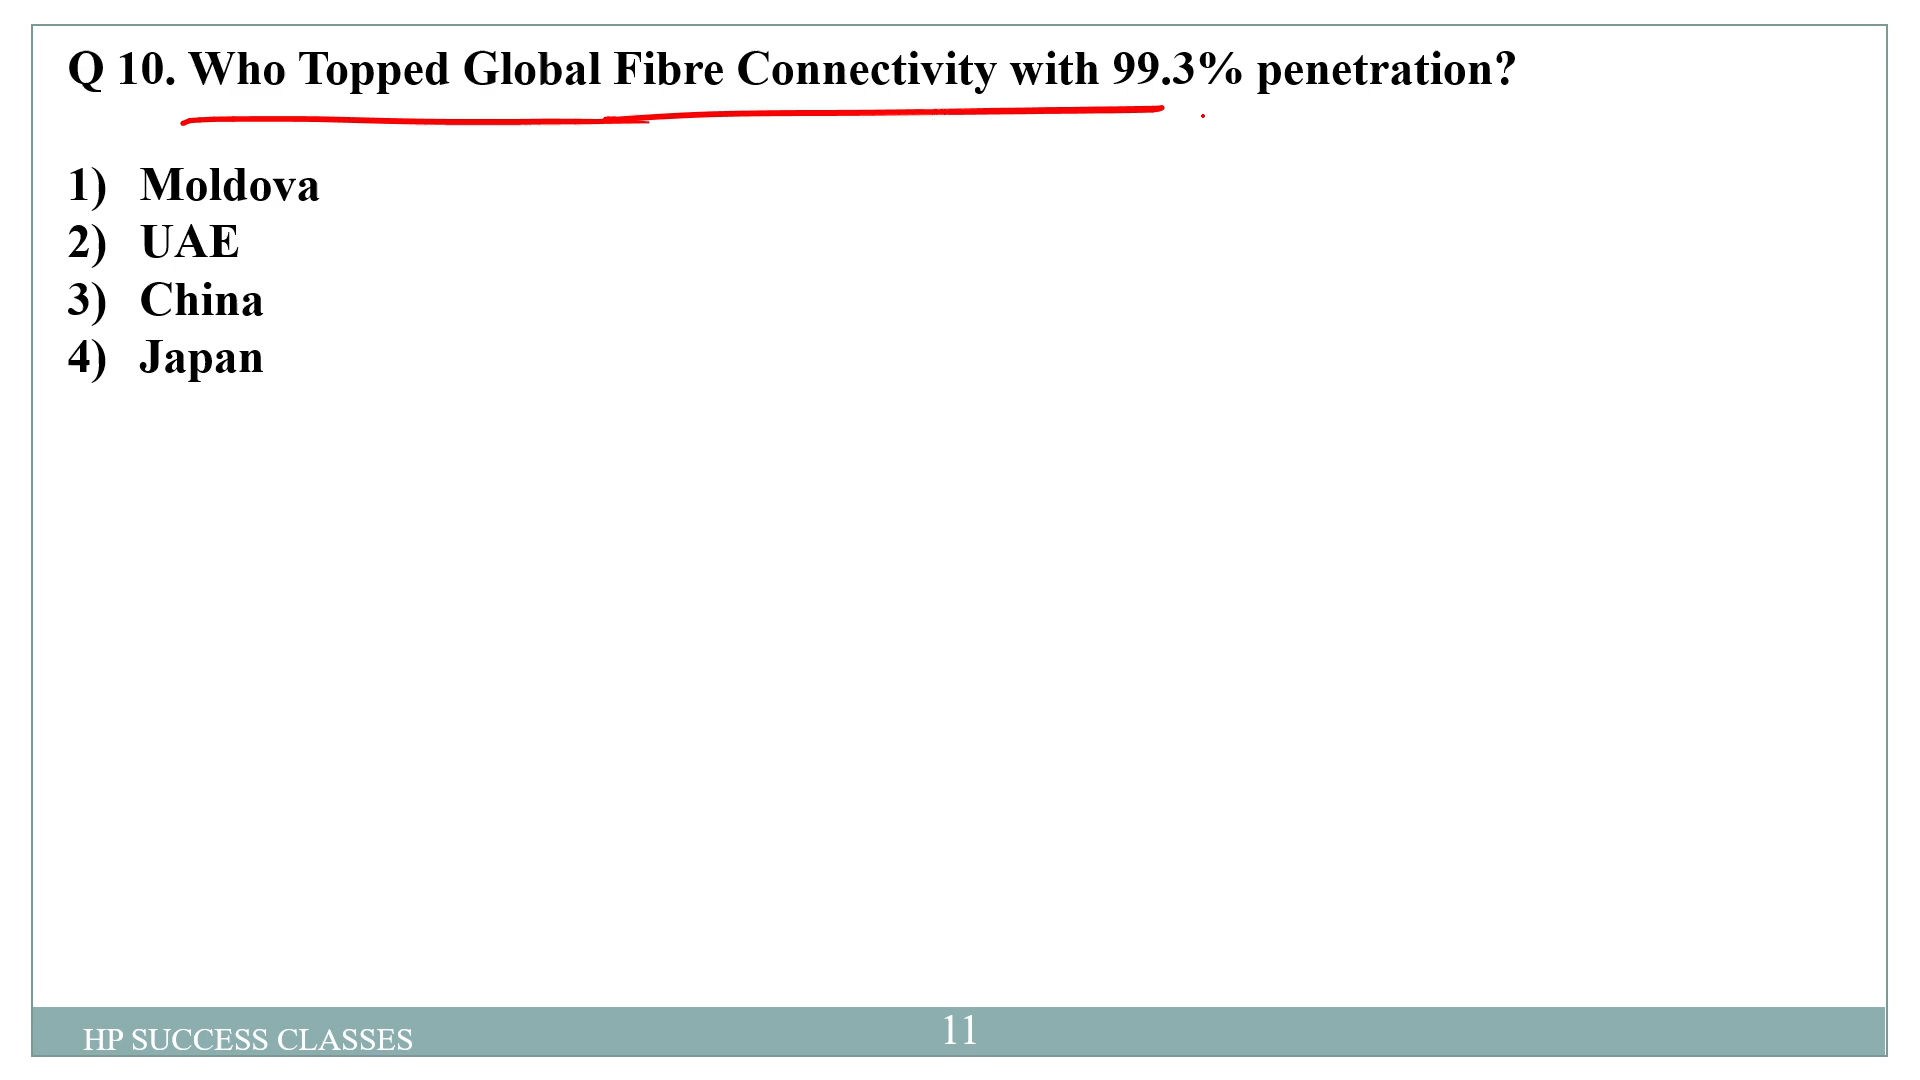 Q 10. Who Topped Global Fibre Connectivity with 99.3% penetration?
1) Moldova
2) UAE
3) China
4) Japan
HP SUCCESS CLASSES
11